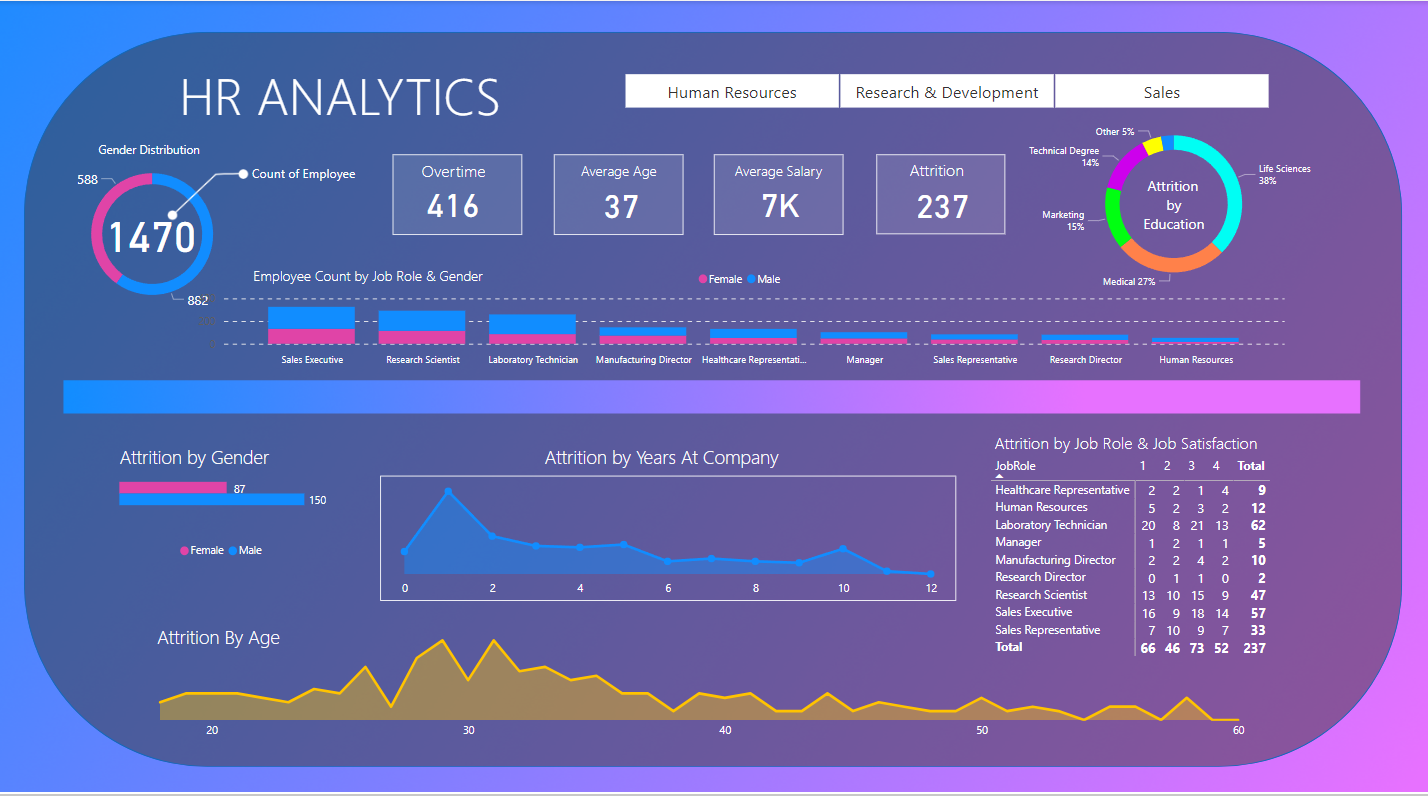 HR ANALYTICS
Human Resources
Research & Development
Sales
Gender Distribution
588
Count of Employee
1470
882
Overtime
416
Average Age
37
Average Salary
7K
Attrition
237
Other 5%
Technical Degree
14%
Life Sciences
38%
Attrition
by
Education
Marketing
15%
Medical 27%
Employee Count by Job Role & Gender
Female Male
0
Sales Executive
Research Scientist
Laboratory Technician
Manufacturing Director
Healthcare Representati...
Manager
Sales Representative
Research Director
Human Resources
Attrition by Gender
87
150
Female Male
Attrition by Years At Company
0 2 4 6 8 10 12
Attrition by Job Role & Job Satisfaction
JobRole 1 2 3 4 Total
Healthcare Representative 2 2 1 4 9
Human Resources 5 2 3 2 12
Laboratory Technician 20 8 21 13 62
Manager 1 2 1 1 5
Manufacturing Director 2 2 4 2 10
Research Director 0 1 1 0 2
Research Scientist 13 10 15 9 47
Sales Executive 16 9 18 14 57
Sales Representative 7 10 9 7 33
Total 66 46 73 52 237
Attrition By Age
20 30 40 50 60